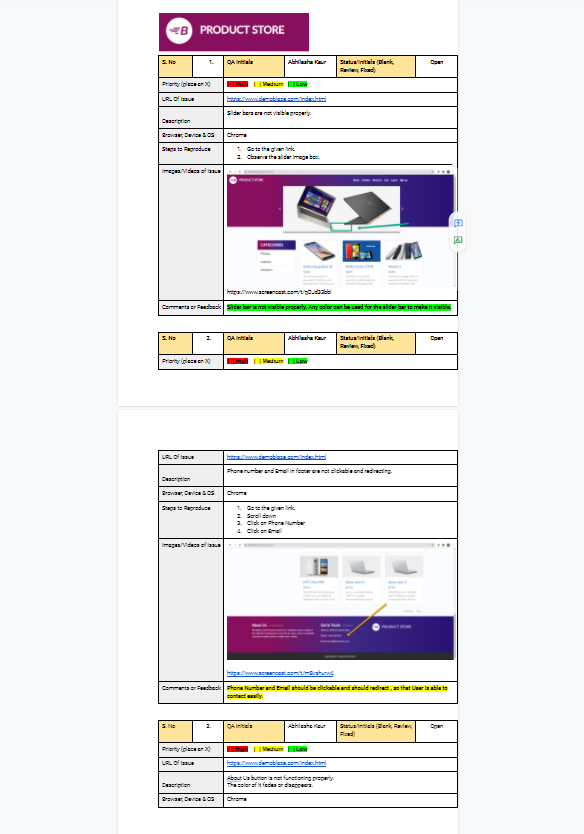 PRODUCT STORE
S. No
1.
QA Initials
Abhilasha Kaur
Status/Initials (Blank, Review, Fixed)
Open
Priority (place an X)
[ ] High [ ] Medium [ ] Low
URL Of Issue
https://www.demoblaze.com/index.html
Description
Slider bars are not visible properly.
Browser, Device & OS
Chrome
Steps to Reproduce
1. Go to the given link.
2. Observe the slider image box.
Images/Videos of Issue
PRODUCT STORE
CATEGORIES
Comments or Feedback
Slider bar is not visible properly. Any color can be used for the slider bar to make it visible.
S. No
2.
QA Initials
Abhilasha Kaur
Status/Initials (Blank, Review, Fixed)
Open
Priority (place an X)
[ ] High [ ] Medium [ ] Low
URL Of Issue
https://www.demoblaze.com/index.html
Description
Phone number and Email in footer are not clickable and redirecting.
Browser, Device & OS
Chrome
Steps to Reproduce
1. Go to the given link.
2. Scroll down
3. Click on Phone Number
4. Click on Email
Images/Videos of Issue
About Us
Get in Touch
PRODUCT STORE
Comments or Feedback
Phone Number and Email should be clickable and should redirect , so that User is able to
contact easily.
S. No
3.
QA Initials
Abhilasha Kaur
Status/Initials (Blank, Review, Fixed)
Open
Priority (place an X)
[ ] High [ ] Medium [ ] Low
URL Of Issue
https://www.demoblaze.com/index.html
Description
About Us button is not functioning properly.
The color of it fades or disappears.
Browser, Device & OS
Chrome